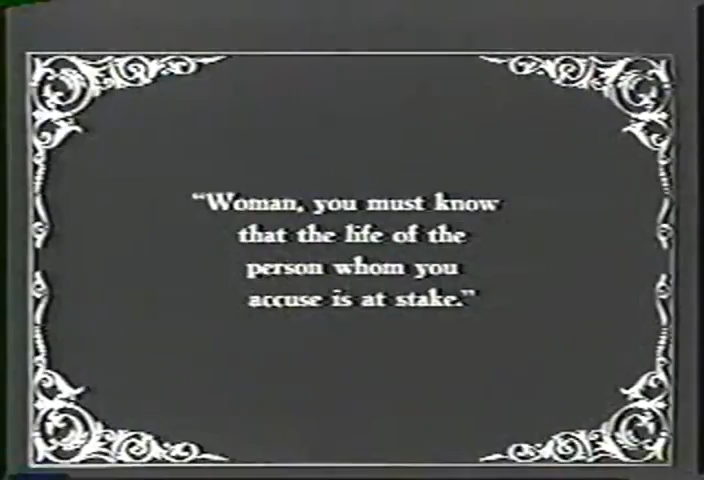 “Woman, you must know
that the life of the
person whom you
accuse is at stake.”